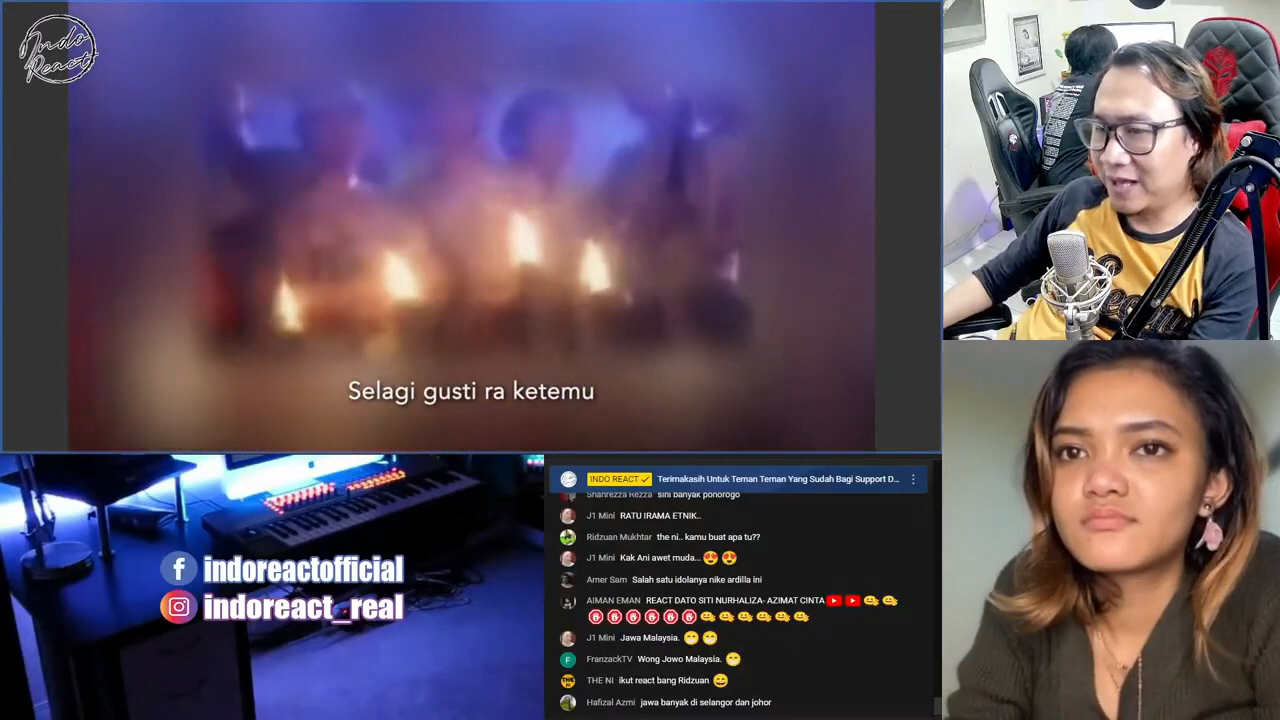 Indo
React
Selagi gusti ra ketemu
indoreactofficial
indoreact_real
INDO REACT Terimakasih Untuk Teman Teman Yang Sudah Bagi Support D...
Shahrezza Rezza sini banyak ponorogo
J1 Mini RATU IRAMA ETNIK..
Ridzuan Mukhtar the ni.. kamu buat apa tu??
J1 Mini Kak Ani awet muda... 😍 😍
Amer Sam Salah satu idolanya nike ardilla ini
AIMAN EMAN REACT DATO SITI NURHALIZA- AZIMAT CINTA
J1 Mini Jawa Malaysia. 😁 😁
FranzackTV Wong Jowo Malaysia. 😁
THE NI ikut react bang Ridzuan 😄
Hafizal Azmi jawa banyak di selangor dan johor